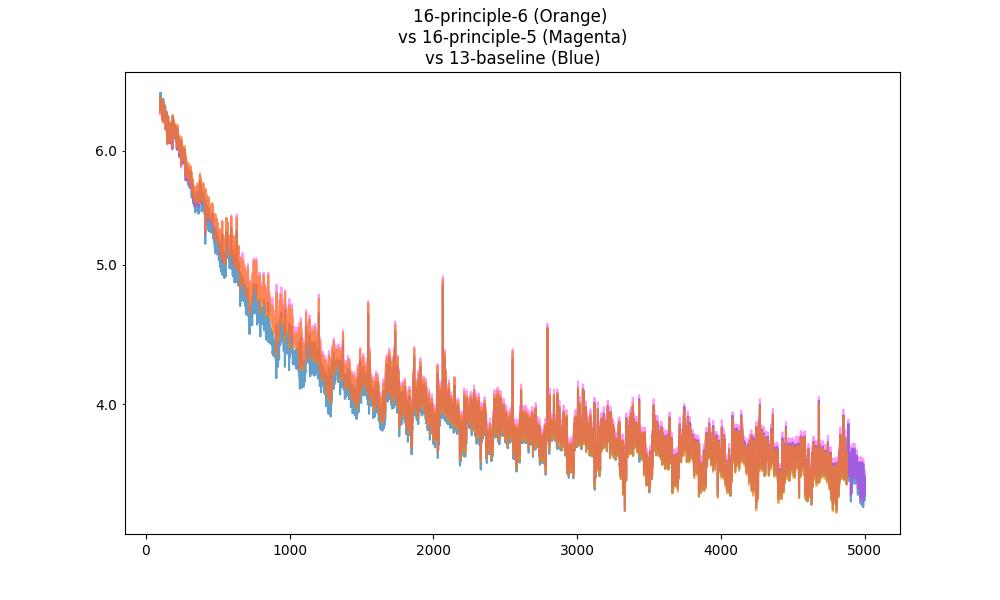 16-principle-6 (Orange)
vs 16-principle-5 (Magenta)
vs 13-baseline (Blue)
6.0
5.0
4.0
0 1000 2000 3000 4000 5000